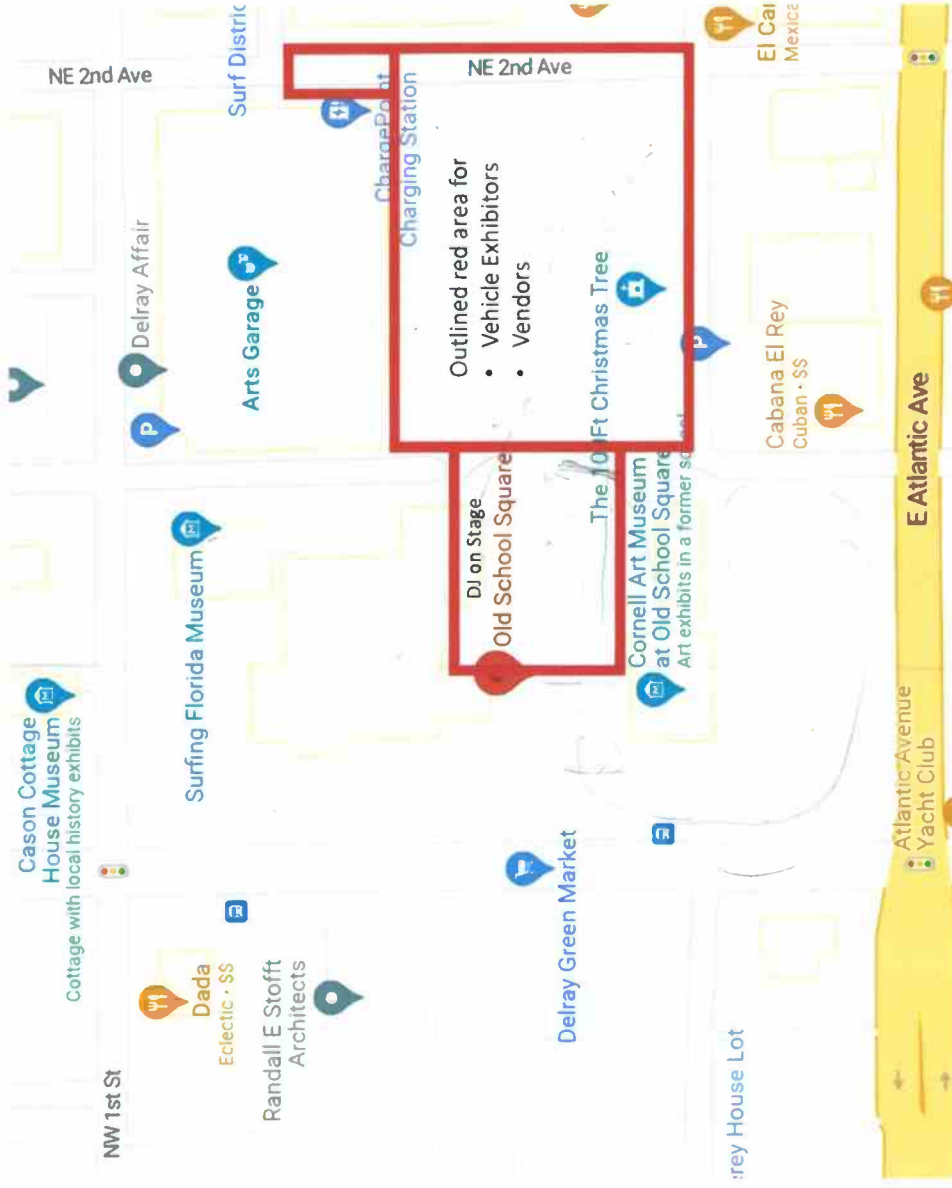 Cason Cottage
House Museum
Cottage with local history exhibits
NE 2nd Ave
NW 1st St
Delray Affair
P
P
Surfing Florida Museum
Dada
Eclectic · $$
Arts Garage
Surf Distric
Randall E Stofft
Architects
ChargePoint
Charging Station
NE 2nd Ave
Outlined red area for
• Vehicle Exhibitors
• Vendors
DJ on Stage
Old School Square
Delray Green Market
The 100Ft Christmas Tree
Cornell Art Museum
at Old School Square
Art exhibits in a former school
rey House Lot
Cabana El Rey
Cuban · $$
El Ca
Mexica
Atlantic Avenue
Yacht Club
E Atlantic Ave